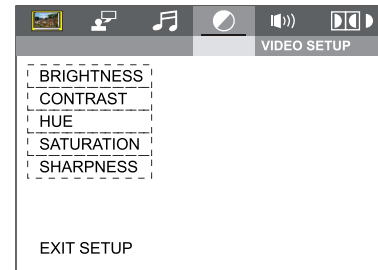 VIDEO SETUP
BRIGHTNESS
CONTRAST
HUE
SATURATION
SHARPNESS
EXIT SETUP